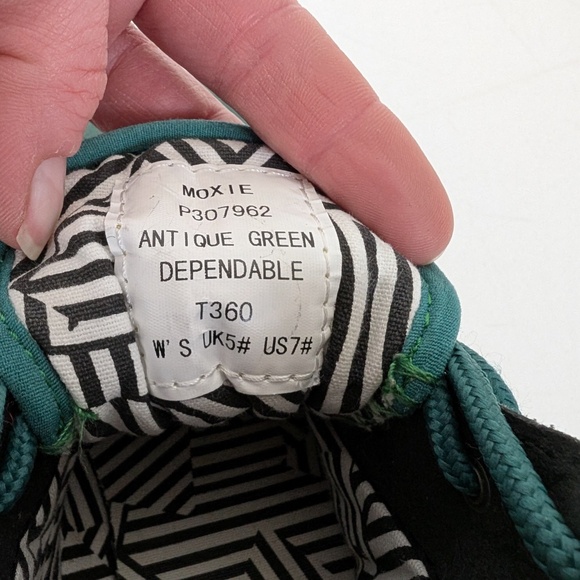 MOXIE
P307962
ANTIQUE GREEN
DEPENDABLE
T360
W'S UK5# US7#